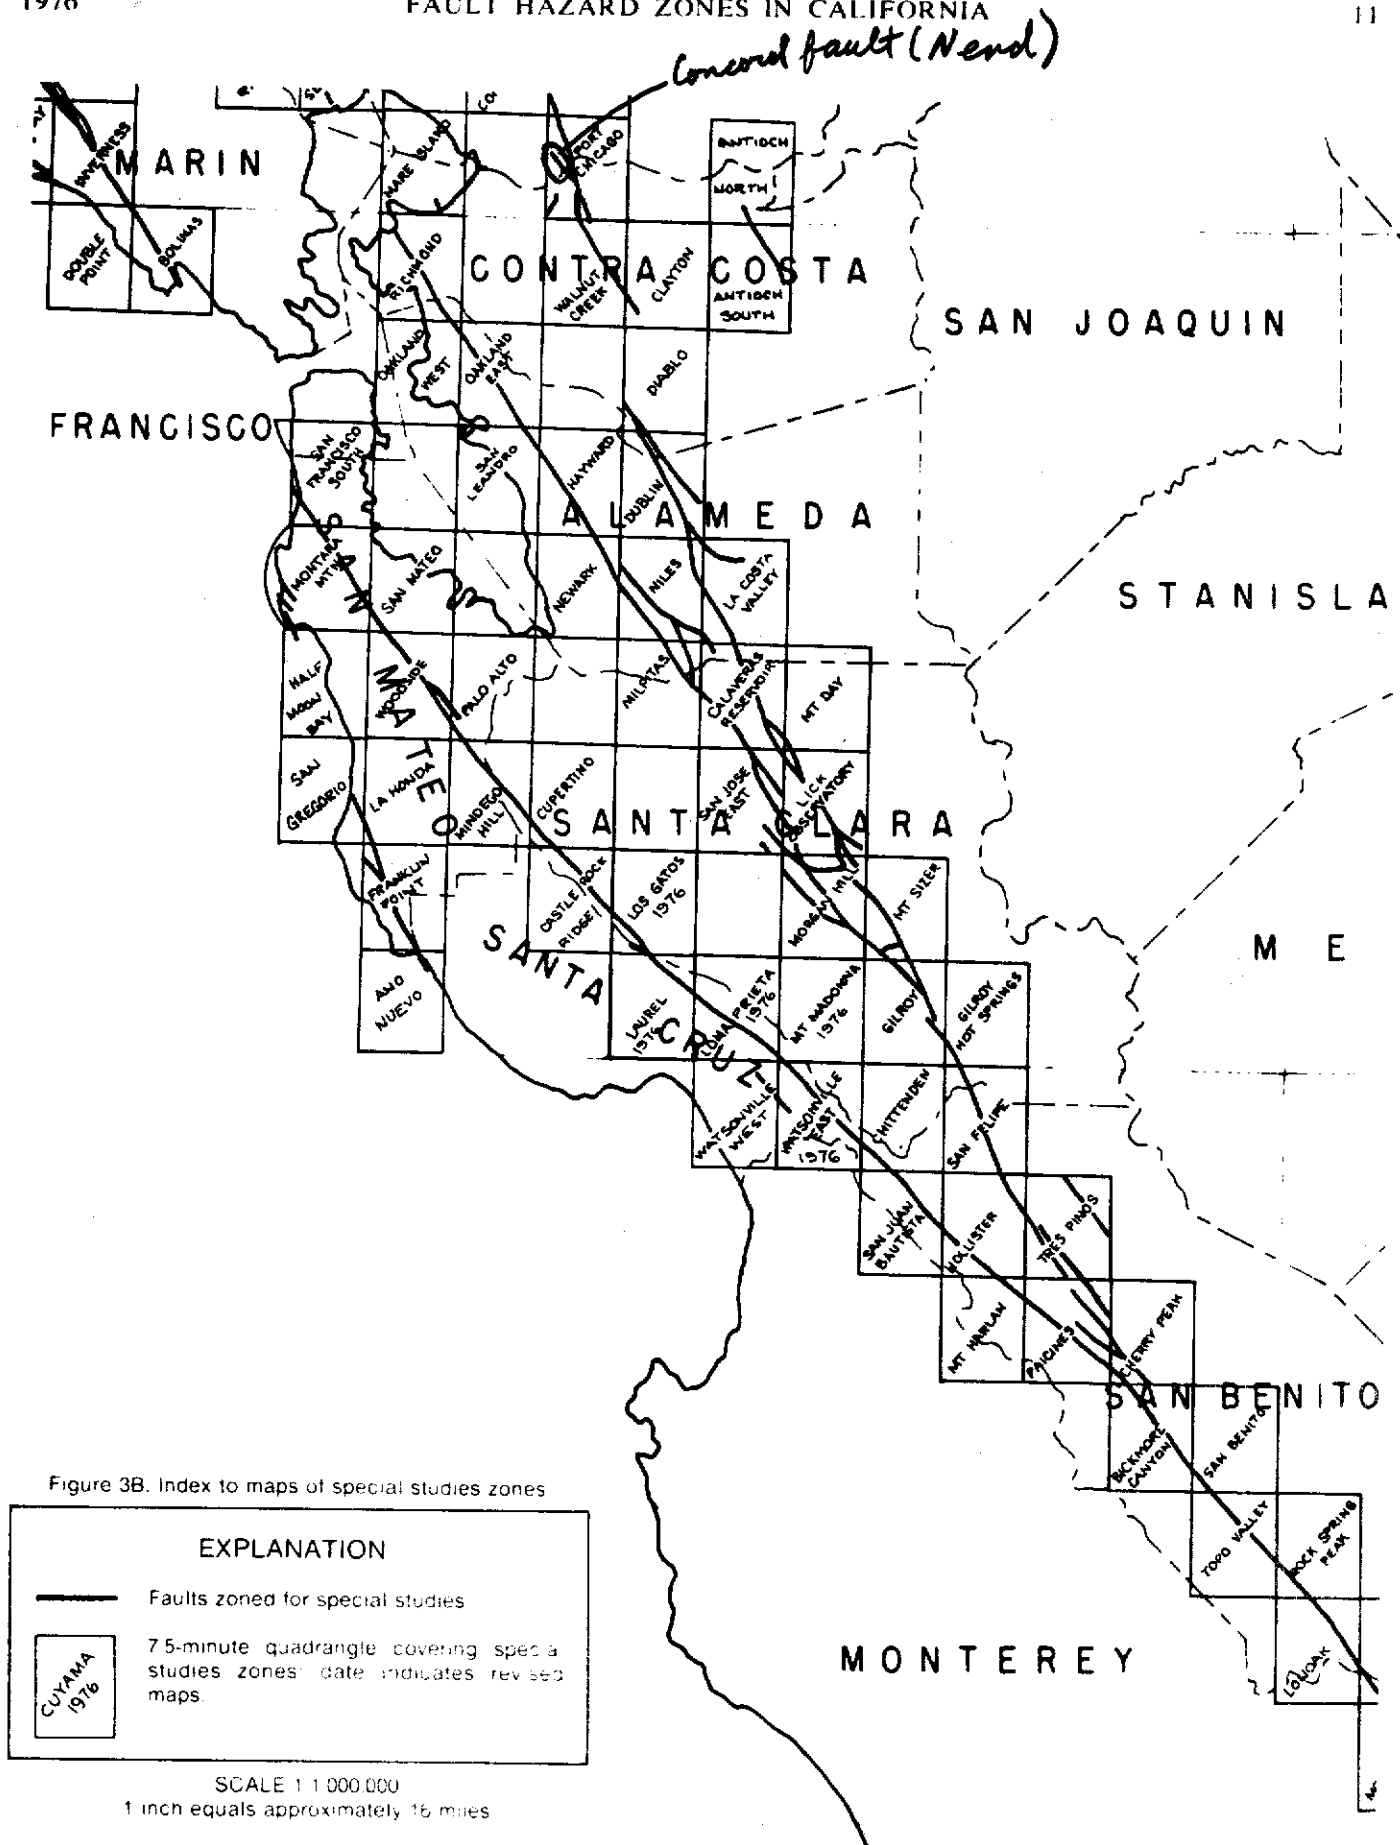 1976
FAULT HAZARD ZONES IN CALIFORNIA
11
Concord fault (N end)
INVERNESS
MARIN
MARE ISLAND
PORT
CHICAGO
ANTIOCH
NORTH
DOUBLE
POINT
BOLINAS
RICHMOND
CONTRA COSTA
WALNUT
CREEK
CLAYTON
ANTIOCH
SOUTH
SAN JOAQUIN
OAKLAND
WEST
OAKLAND
EAST
DIABLO
FRANCISCO
SAN
FRANCISCO
SOUTH
SAN
LEANDRO
HAYWARD
DUBLIN
ALAMEDA
MONTARA
MTN
SAN MATEO
NEWARK
NILES
LA COSTA
VALLEY
STANISLA
HALF
MOON
BAY
WOODSIDE
PALO ALTO
MILPITAS
CALAVERAS
RESERVOIR
MT DAY
SAN MATEO
SAN
GREGORIO
LA HONDA
MINDEGO
HILL
CUPERTINO
SAN JOSE
EAST
LICK
OBSERVATORY
SANTA CLARA
FRANKLIN
POINT
CASTLE ROCK
RIDGE
LOS GATOS
1976
MORGAN HILL
MT SIZER
SANTA CRUZ
ME
ANO
NUEVO
LAUREL
1976
LOMA PRIETA
1976
MT MADONNA
1976
GILROY
GILROY
HOT SPRINGS
WATSONVILLE
WEST
WATSONVILLE
EAST
1976
CHITTENDEN
SAN FELIPE
SAN JUAN
BAUTISTA
HOLLISTER
TRES PINOS
MT HARLAN
PAICINES
CHERRY PEAK
SAN BENITO
BICKMORE
CANYON
SAN BENITO
TOPO VALLEY
ROCK SPRING
PEAK
LONOAK
MONTEREY
Figure 3B. Index to maps of special studies zones
EXPLANATION
Faults zoned for special studies
CUYAMA
1976
7.5-minute quadrangle covering specia
studies zones: date indicates revised
maps.
SCALE 1 1 000.000
1 inch equals approximately 16 miles